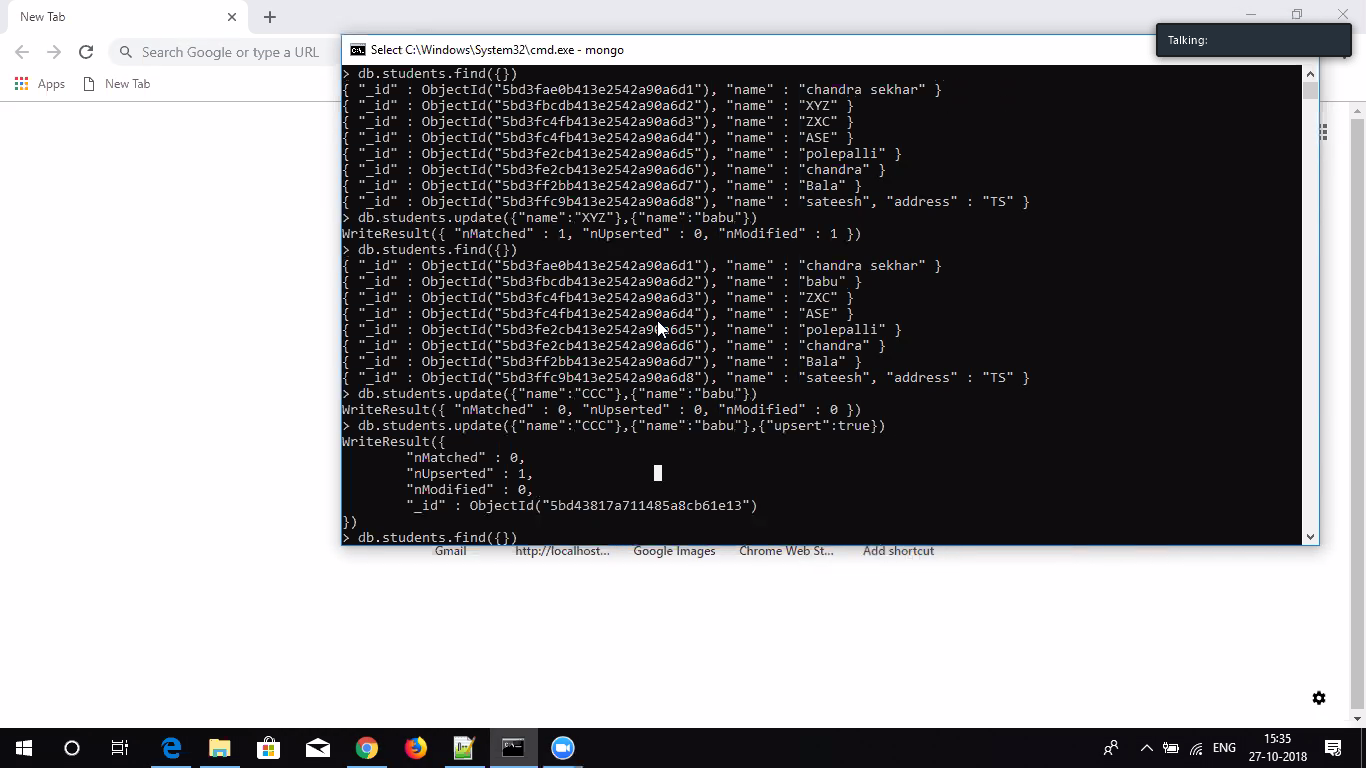 New Tab
Search Google or type a URL
Apps
New Tab
Select C:\Windows\System32\cmd.exe - mongo
Talking:
> db.students.find({})
{ "_id" : ObjectId("5bd3fae0b413e2542a90a6d1"), "name" : "chandra sekhar" }
{ "_id" : ObjectId("5bd3fbcdb413e2542a90a6d2"), "name" : "XYZ" }
{ "_id" : ObjectId("5bd3fc4fb413e2542a90a6d3"), "name" : "ZXC" }
{ "_id" : ObjectId("5bd3fc4fb413e2542a90a6d4"), "name" : "ASE" }
{ "_id" : ObjectId("5bd3fe2cb413e2542a90a6d5"), "name" : "polepalli" }
{ "_id" : ObjectId("5bd3fe2cb413e2542a90a6d6"), "name" : "chandra" }
{ "_id" : ObjectId("5bd3ff2bb413e2542a90a6d7"), "name" : "Bala" }
{ "_id" : ObjectId("5bd3ffc9b413e2542a90a6d8"), "name" : "sateesh", "address" : "TS" }
> db.students.update({"name":"XYZ"},{"name":"babu"})
WriteResult({ "nMatched" : 1, "nUpserted" : 0, "nModified" : 1 })
> db.students.find({})
{ "_id" : ObjectId("5bd3fae0b413e2542a90a6d1"), "name" : "chandra sekhar" }
{ "_id" : ObjectId("5bd3fbcdb413e2542a90a6d2"), "name" : "babu" }
{ "_id" : ObjectId("5bd3fc4fb413e2542a90a6d3"), "name" : "ZXC" }
{ "_id" : ObjectId("5bd3fc4fb413e2542a90a6d4"), "name" : "ASE" }
{ "_id" : ObjectId("5bd3fe2cb413e2542a90a6d5"), "name" : "polepalli" }
{ "_id" : ObjectId("5bd3fe2cb413e2542a90a6d6"), "name" : "chandra" }
{ "_id" : ObjectId("5bd3ff2bb413e2542a90a6d7"), "name" : "Bala" }
{ "_id" : ObjectId("5bd3ffc9b413e2542a90a6d8"), "name" : "sateesh", "address" : "TS" }
> db.students.update({"name":"CCC"},{"name":"babu"})
WriteResult({ "nMatched" : 0, "nUpserted" : 0, "nModified" : 0 })
> db.students.update({"name":"CCC"},{"name":"babu"},{"upsert":true})
WriteResult({
"nMatched" : 0,
"nUpserted" : 1,
"nModified" : 0,
"_id" : ObjectId("5bd43817a711485a8cb61e13")
})
> db.students.find({})
Gmail
http://localhost...
Google Images
Chrome Web St...
Add shortcut
ENG
15:35
27-10-2018